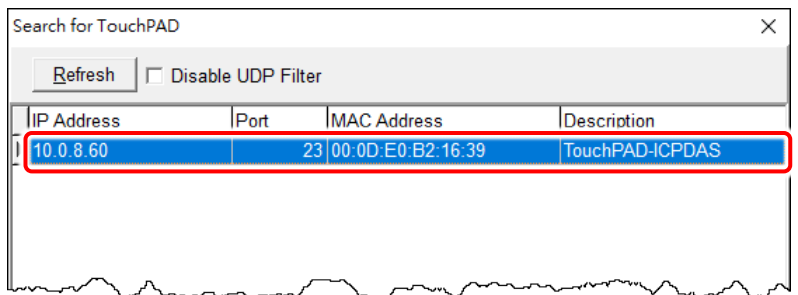 Search for TouchPAD
Refresh Disable UDP Filter
IP Address Port MAC Address Description
10.0.8.60 23 00:0D:E0:B2:16:39 TouchPAD-ICPDAS